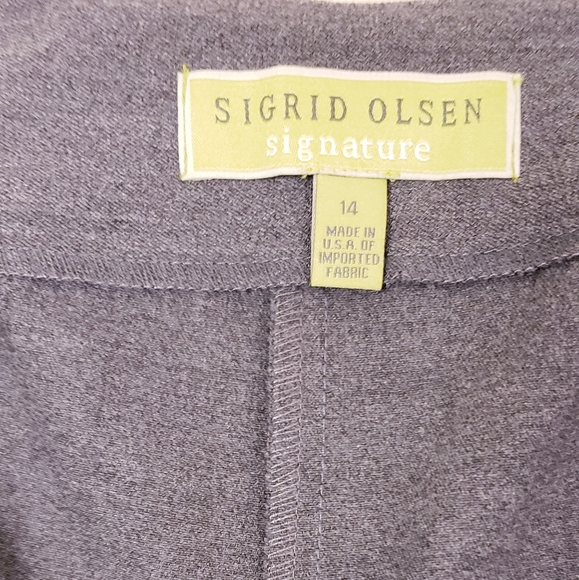 SIGRID OLSEN
signature
14
MADE IN
U.S.A. OF
IMPORTED
FABRIC